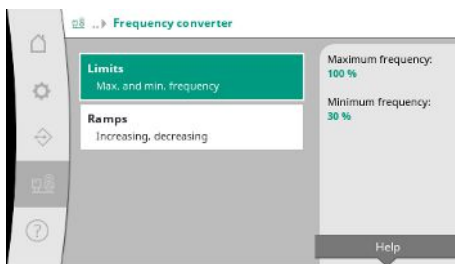 ..▸ Frequency converter
Limits
Max. and min. frequency
Ramps
Increasing, decreasing
Maximum frequency:
100 %
Minimum frequency:
30 %
Help